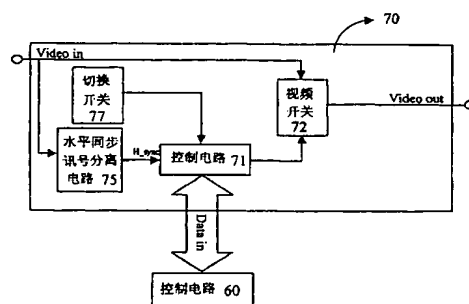 70
Video in
切换
开关
77
视频
开关
72
Video out
水平同步
讯号分离
电路 75
H_sync
控制电路 71
Data in
控制电路 60